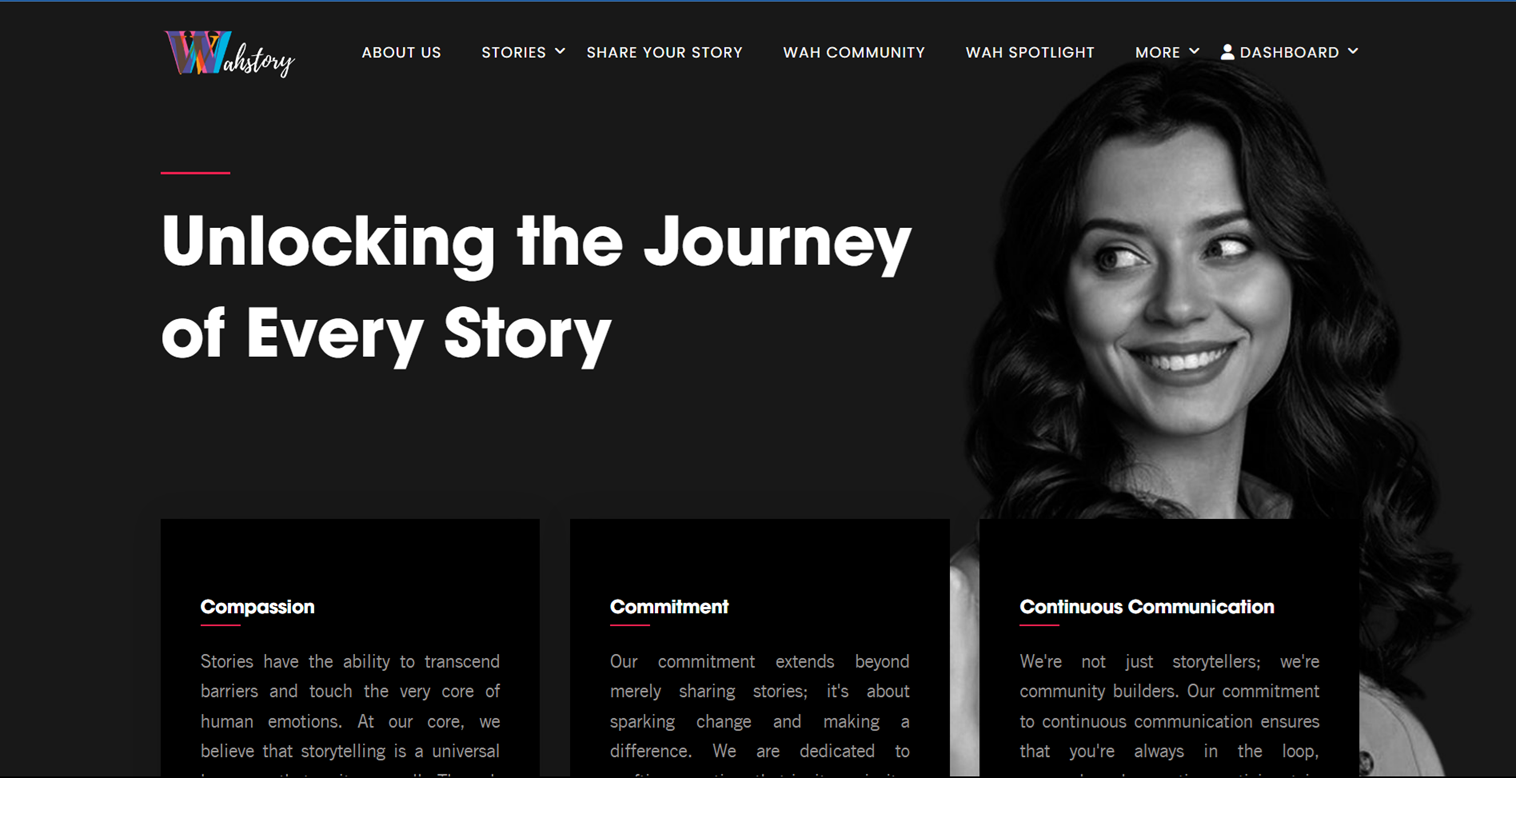 Wahstory
ABOUT US
STORIES
SHARE YOUR STORY
WAH COMMUNITY
WAH SPOTLIGHT
MORE
DASHBOARD
Unlocking the Journey
of Every Story
Compassion
Stories have the ability to transcend
barriers and touch the very core of
human emotions. At our core, we
believe that storytelling is a universal
Commitment
Our commitment extends beyond
merely sharing stories; it's about
sparking change and making a
difference. We are dedicated to
Continuous Communication
We're not just storytellers; we're
community builders. Our commitment
to continuous communication ensures
that you're always in the loop,